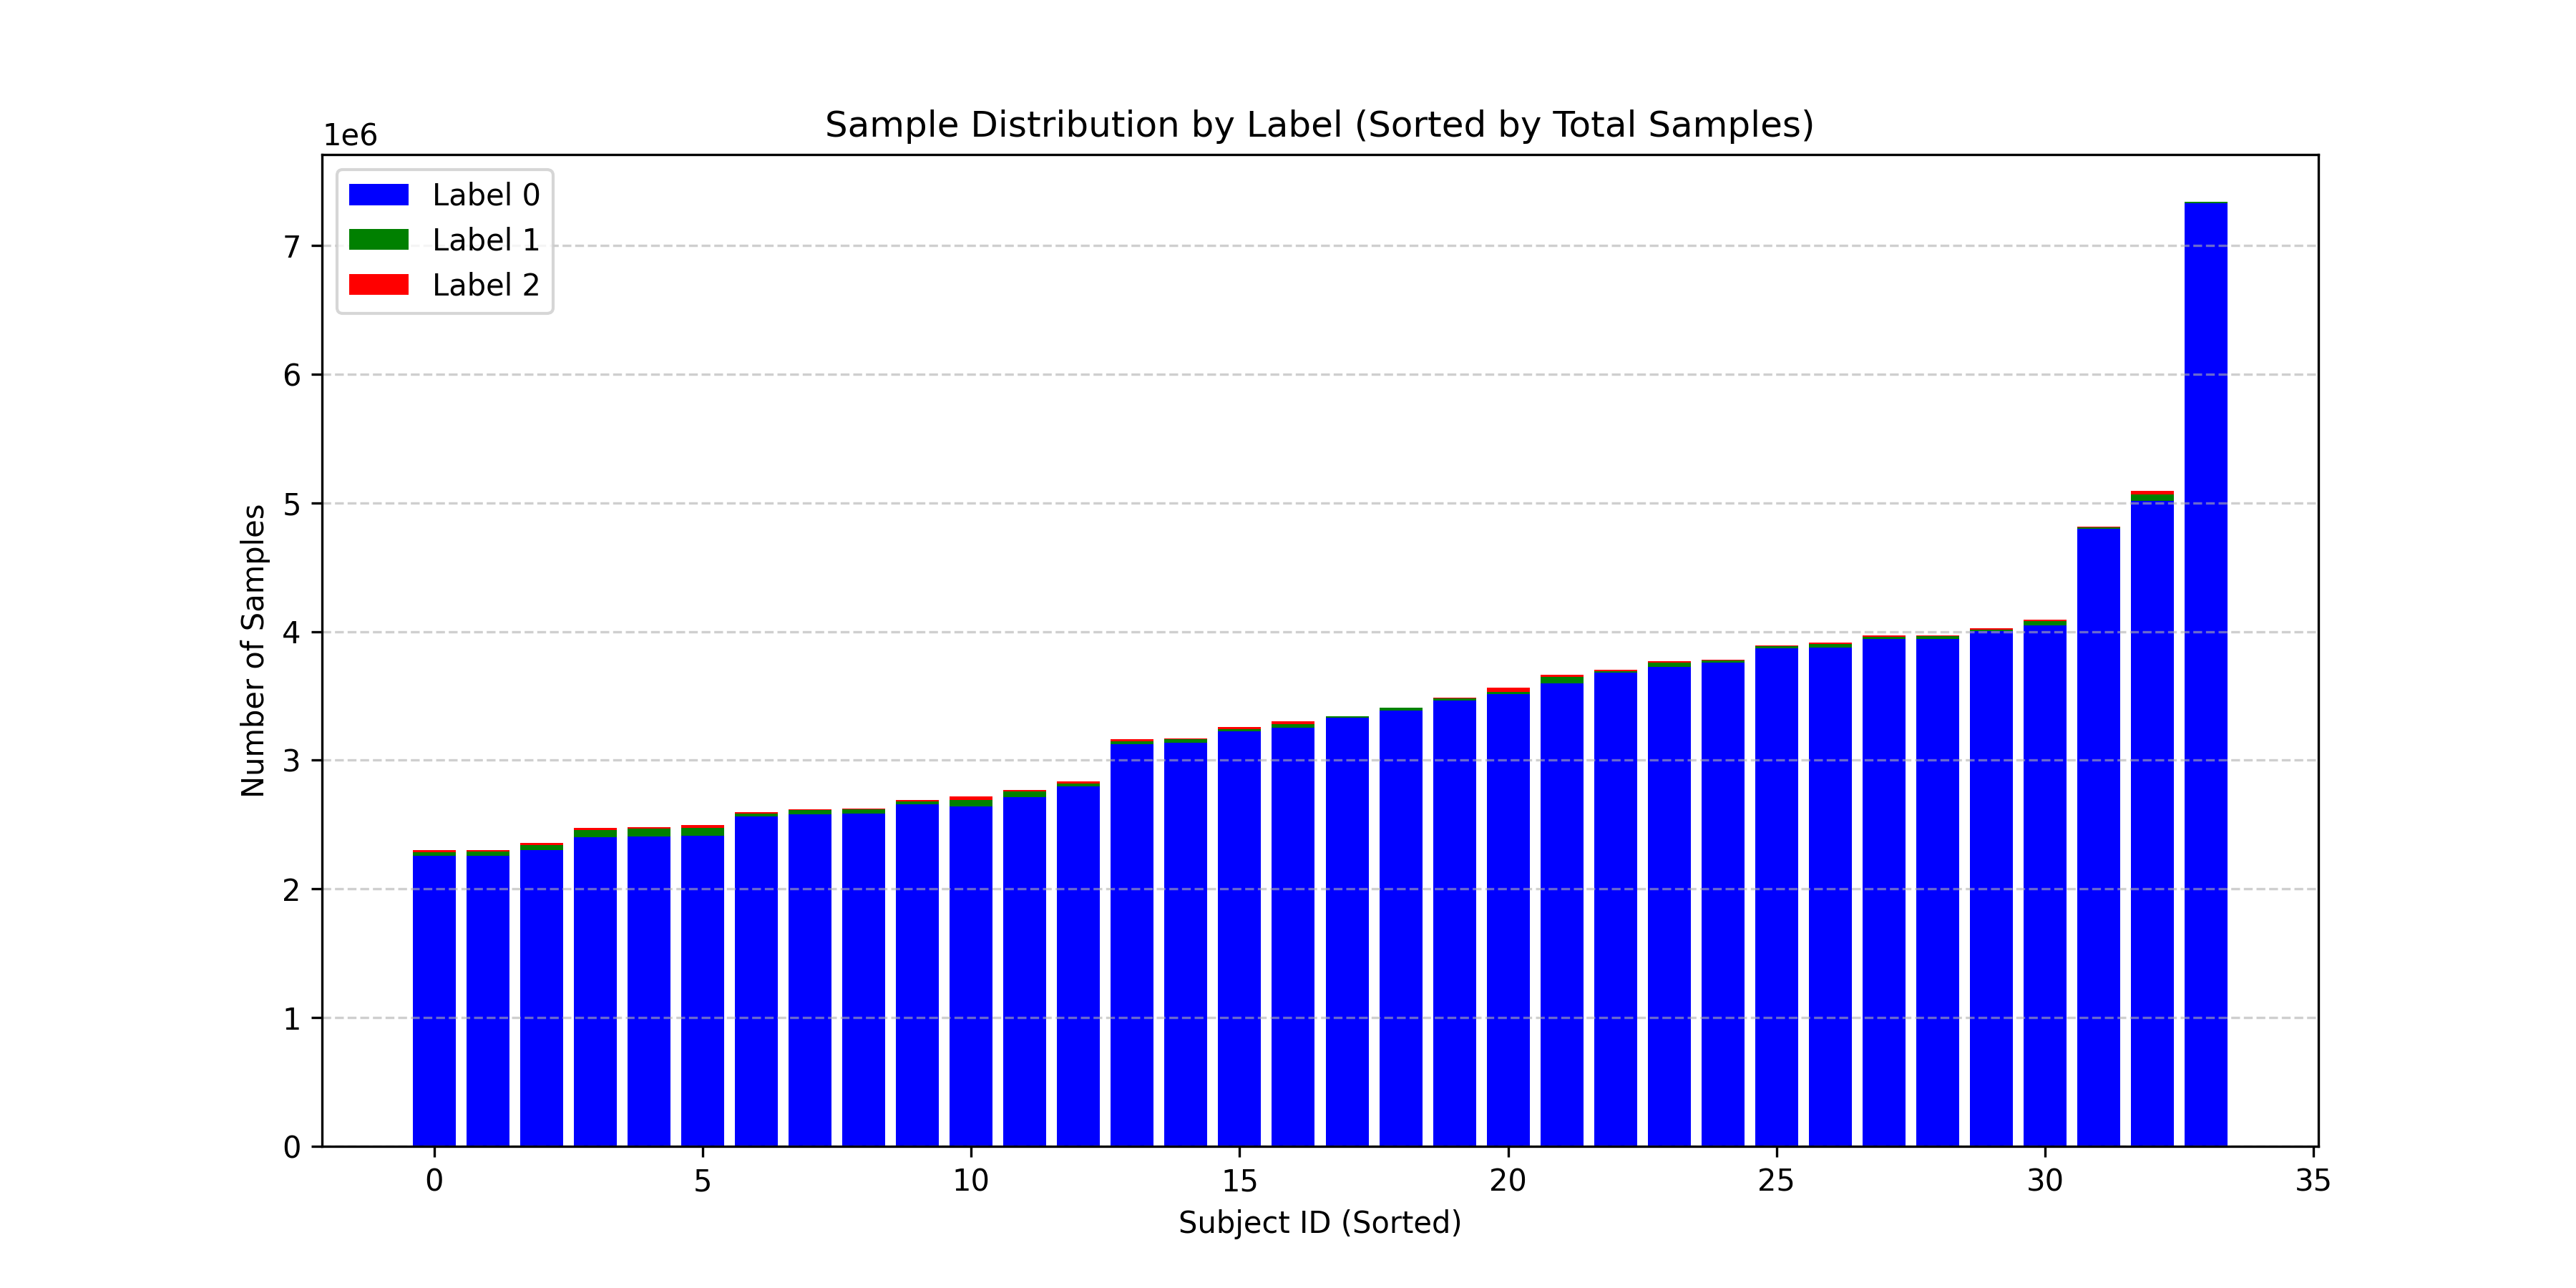 Sample Distribution by Label (Sorted by Total Samples)
1e6
Label 0
Label 1
Label 2
7
6
5
4
3
2
1
0
Number of Samples
0 5 10 15 20 25 30 35
Subject ID (Sorted)